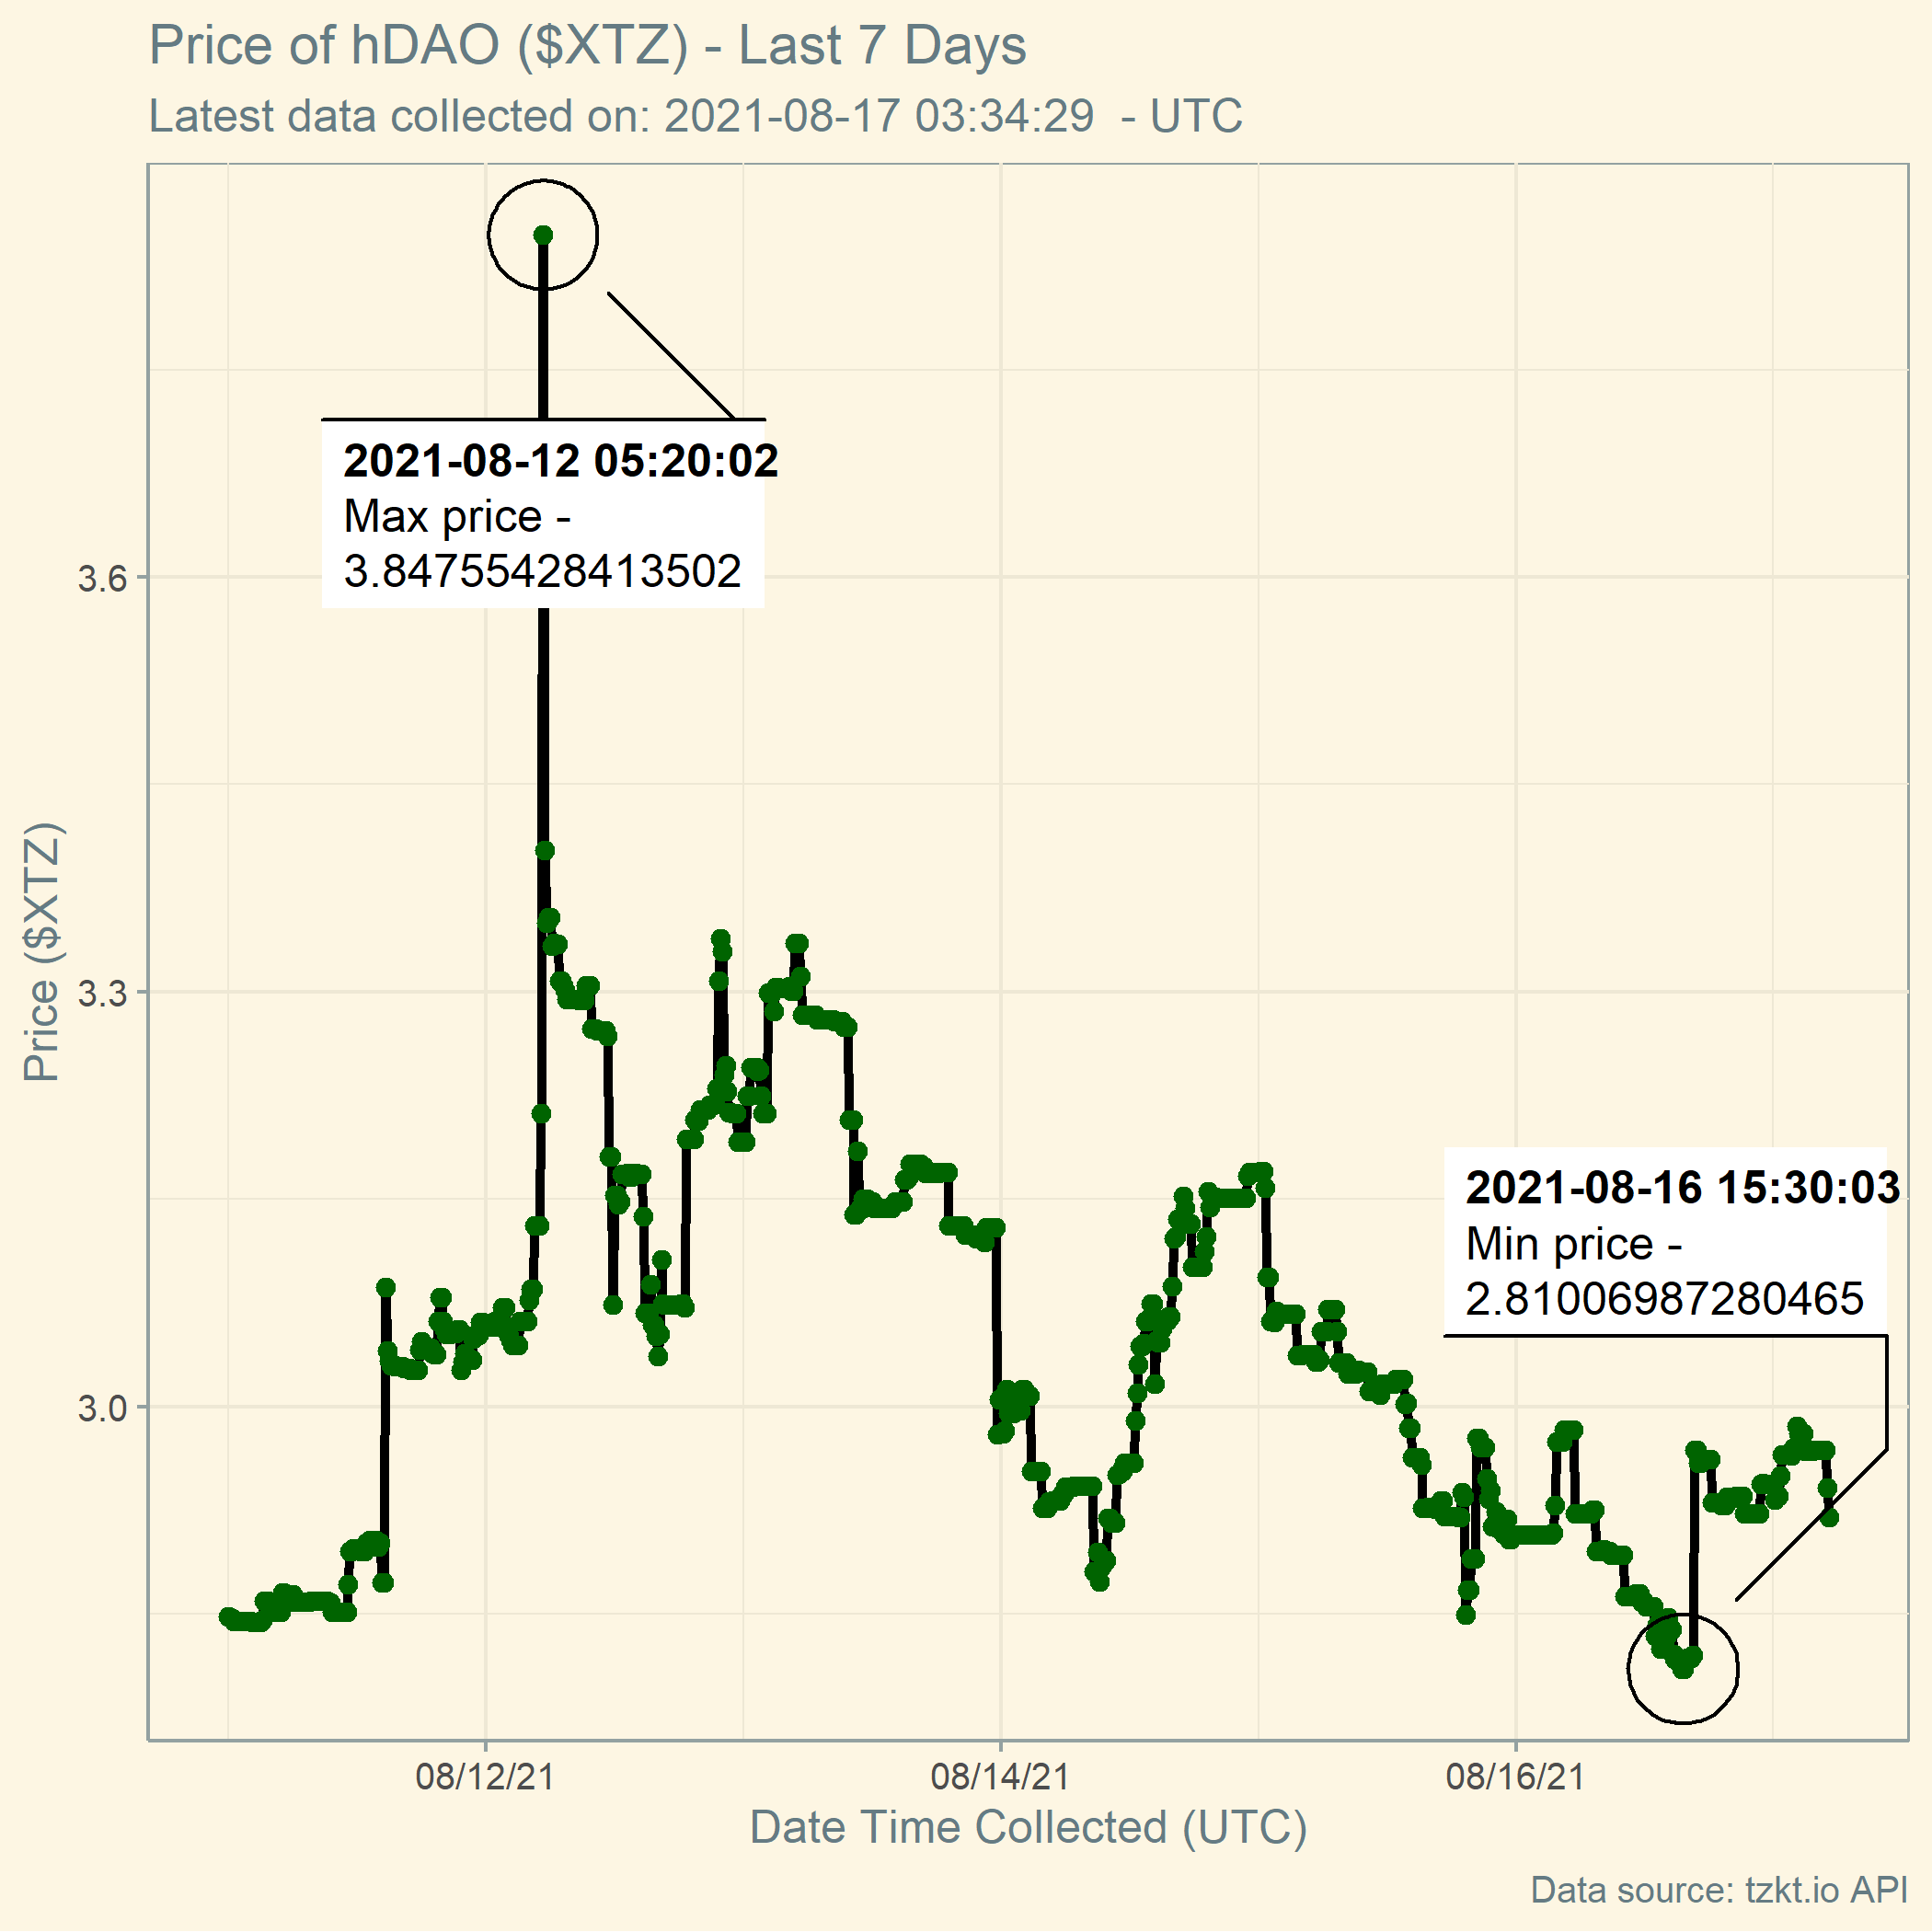 Price of hDAO ($XTZ) - Last 7 Days
Latest data collected on: 2021-08-17 03:34:29  - UTC
2021-08-12 05:20:02
Max price -
3.84755428413502
3.6
3.3
3.0
Price ($XTZ)
2021-08-16 15:30:03
Min price -
2.81006987280465
08/12/21
08/14/21
08/16/21
Date Time Collected (UTC)
Data source: tzkt.io API